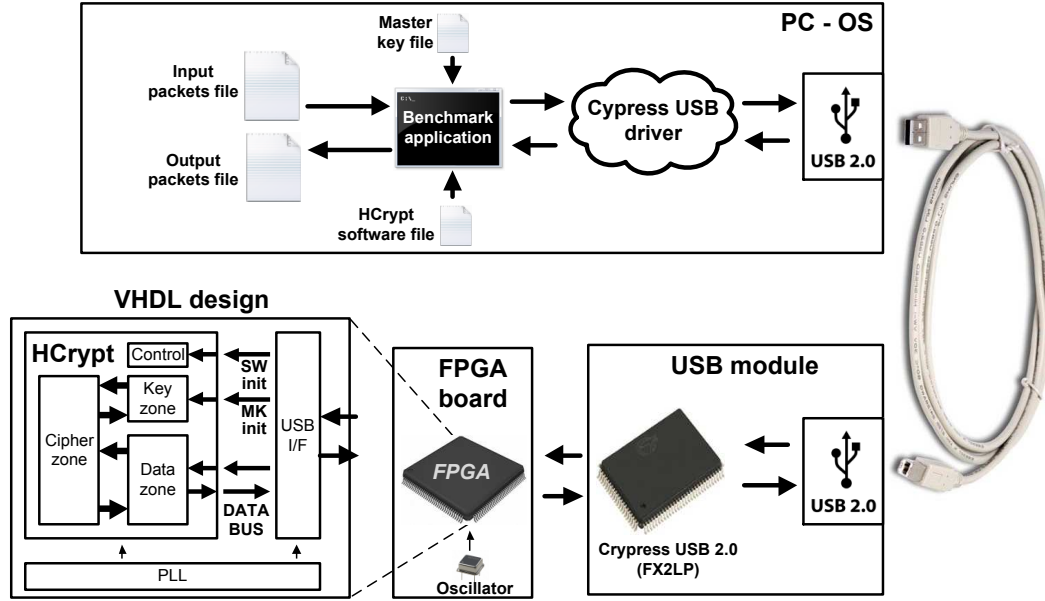 PC - OS
Master
key file
Input
packets file
C:\_
Benchmark
application
Cypress USB
driver
USB 2.0
Output
packets file
HCrypt
software file
VHDL design
HCrypt
Control
SW
init
Key
zone
MK
init
USB
I/F
Cipher
zone
Data
zone
DATA
BUS
PLL
FPGA
board
FPGA
Oscillator
USB module
USB 2.0
Crypress USB 2.0
(FX2LP)